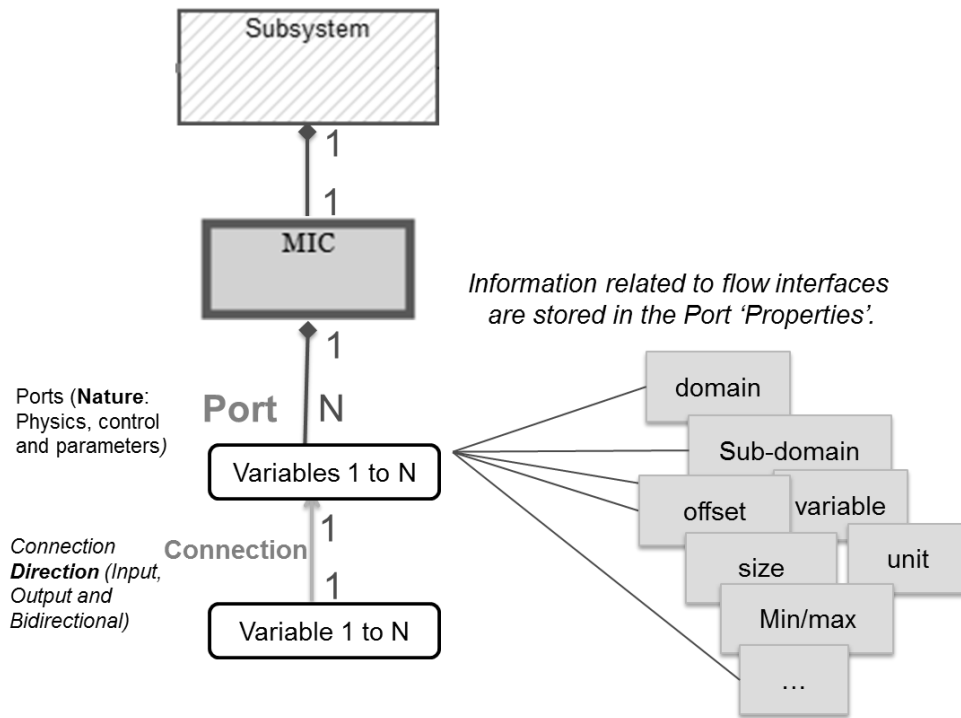 Subsystem
1
1
MIC
1
Information related to flow interfaces
are stored in the Port ‘Properties’.
Ports (Nature:
Physics, control
and parameters)
Port
N
Variables 1 to N
domain
Sub-domain
variable
offset
unit
size
Min/max
…
1
Connection
1
Connection
Direction (Input,
Output and
Bidirectional)
Variable 1 to N